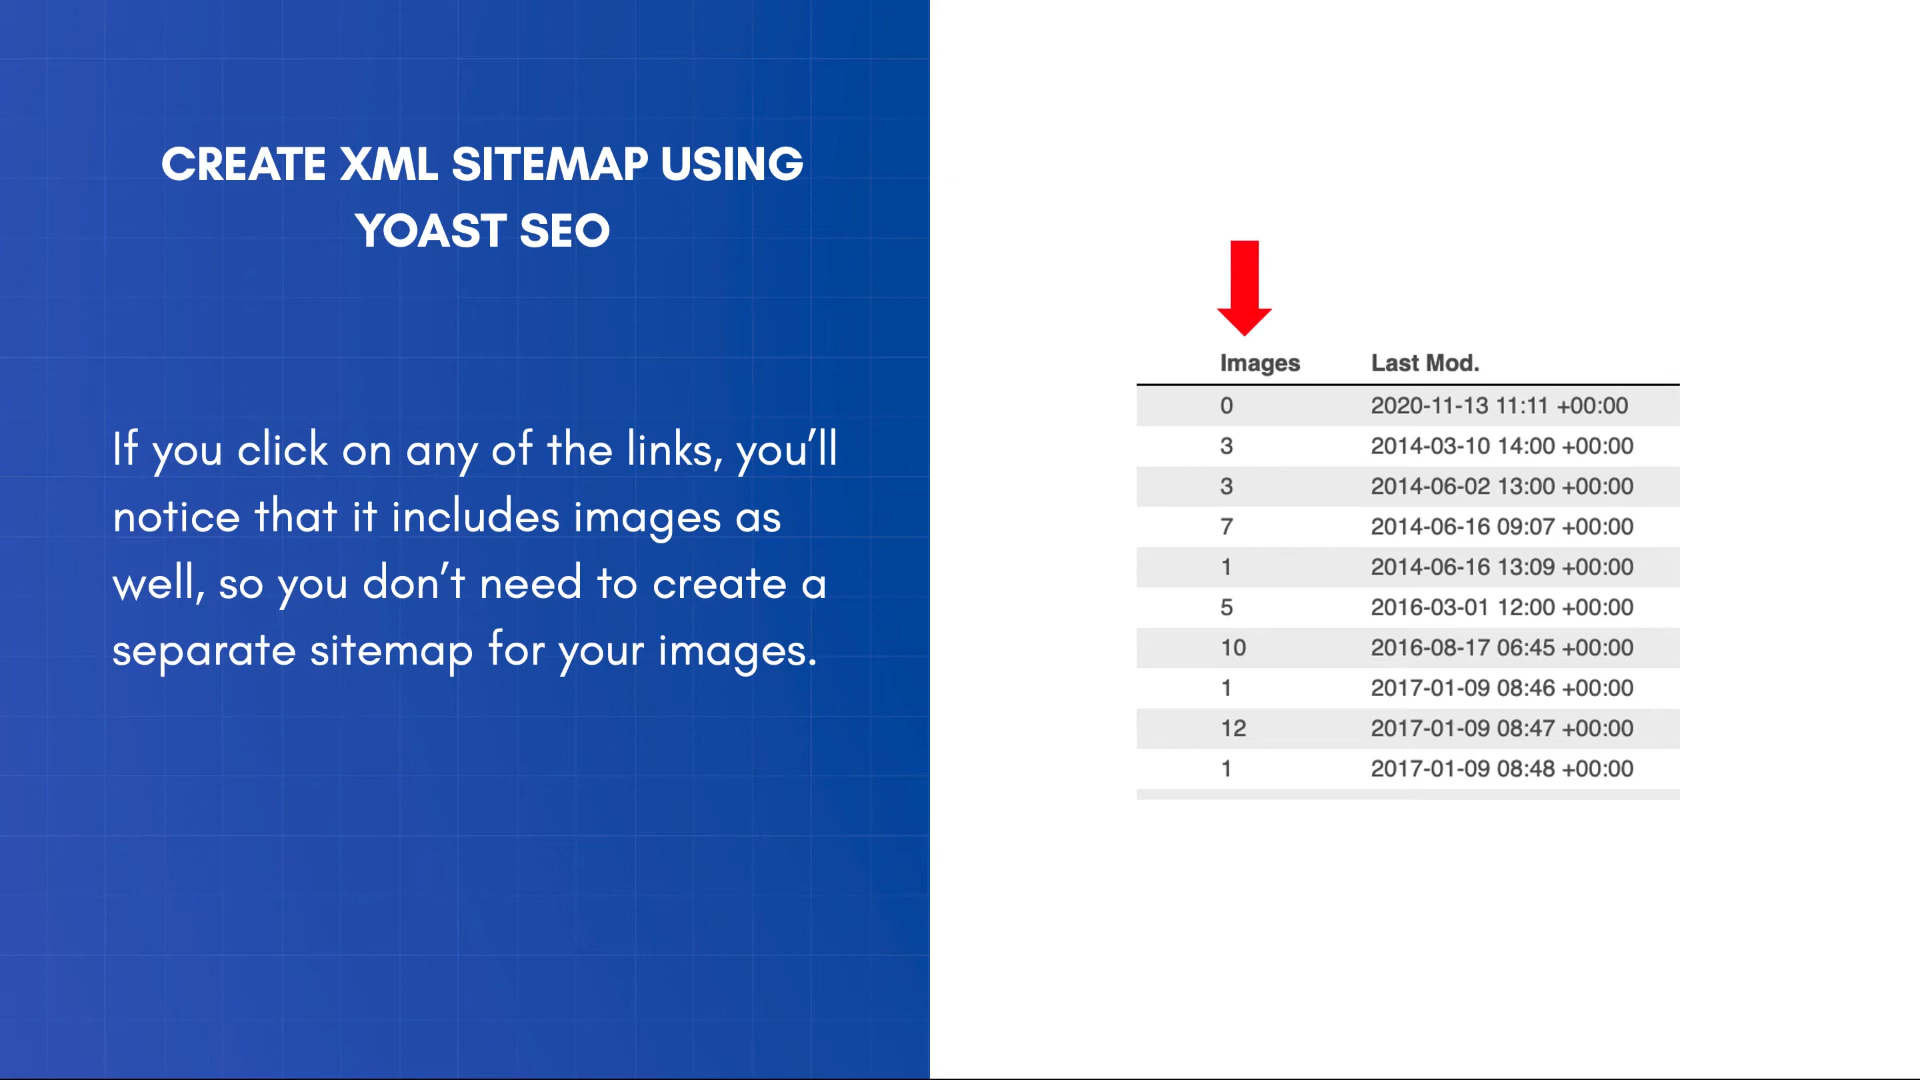 CREATE XML SITEMAP USING
YOAST SEO
If you click on any of the links, you’ll
notice that it includes images as
well, so you don’t need to create a
separate sitemap for your images.
Images Last Mod.
0 2020-11-13 11:11 +00:00
3 2014-03-10 14:00 +00:00
3 2014-06-02 13:00 +00:00
7 2014-06-16 09:07 +00:00
1 2014-06-16 13:09 +00:00
5 2016-03-01 12:00 +00:00
10 2016-08-17 06:45 +00:00
1 2017-01-09 08:46 +00:00
12 2017-01-09 08:47 +00:00
1 2017-01-09 08:48 +00:00